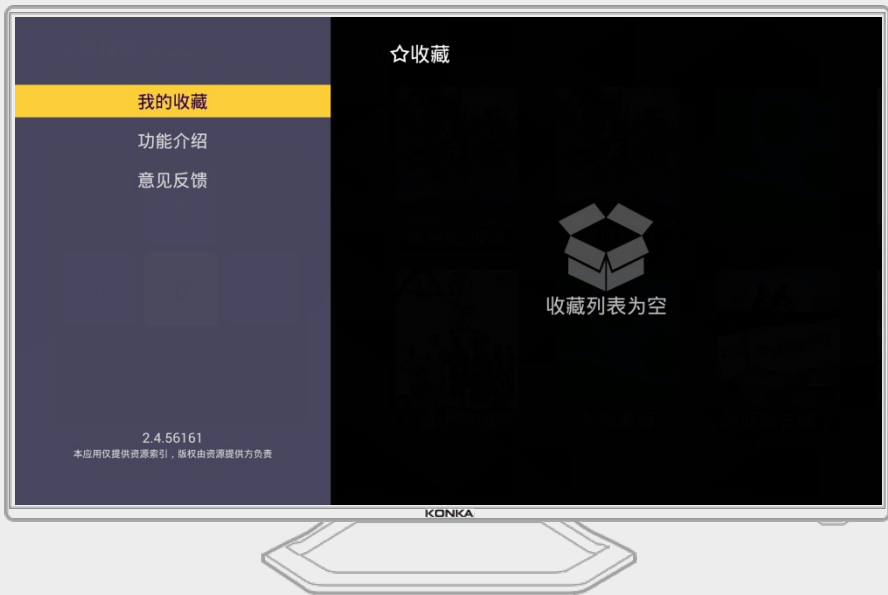 我的收藏
功能介绍
意见反馈
2.4.56161
本应用仅提供资源索引，版权由资源提供方负责
☆收藏
收藏列表为空
KONKA